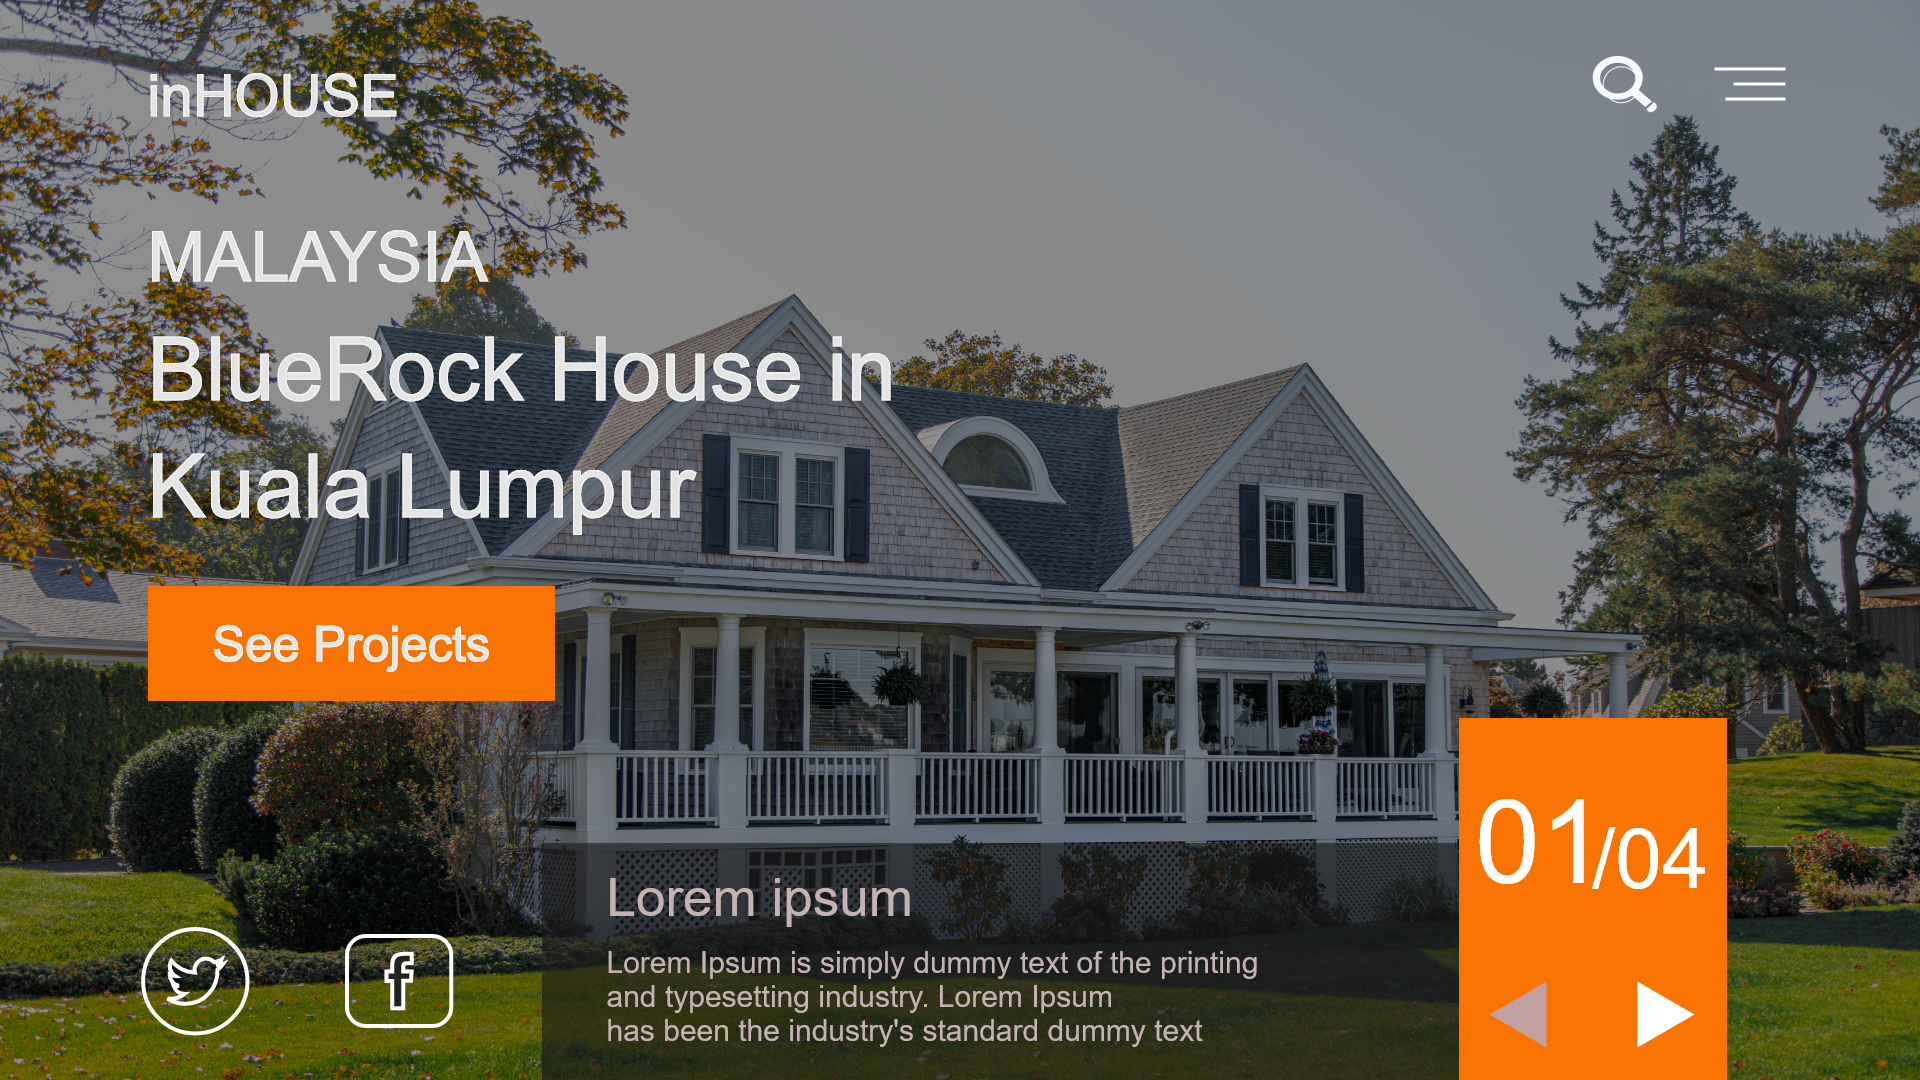 inHOUSE
MALAYSIA
BlueRock House in
Kuala Lumpur
See Projects
01/04
Lorem ipsum
Lorem Ipsum is simply dummy text of the printing
and typesetting industry. Lorem Ipsum
has been the industry's standard dummy text